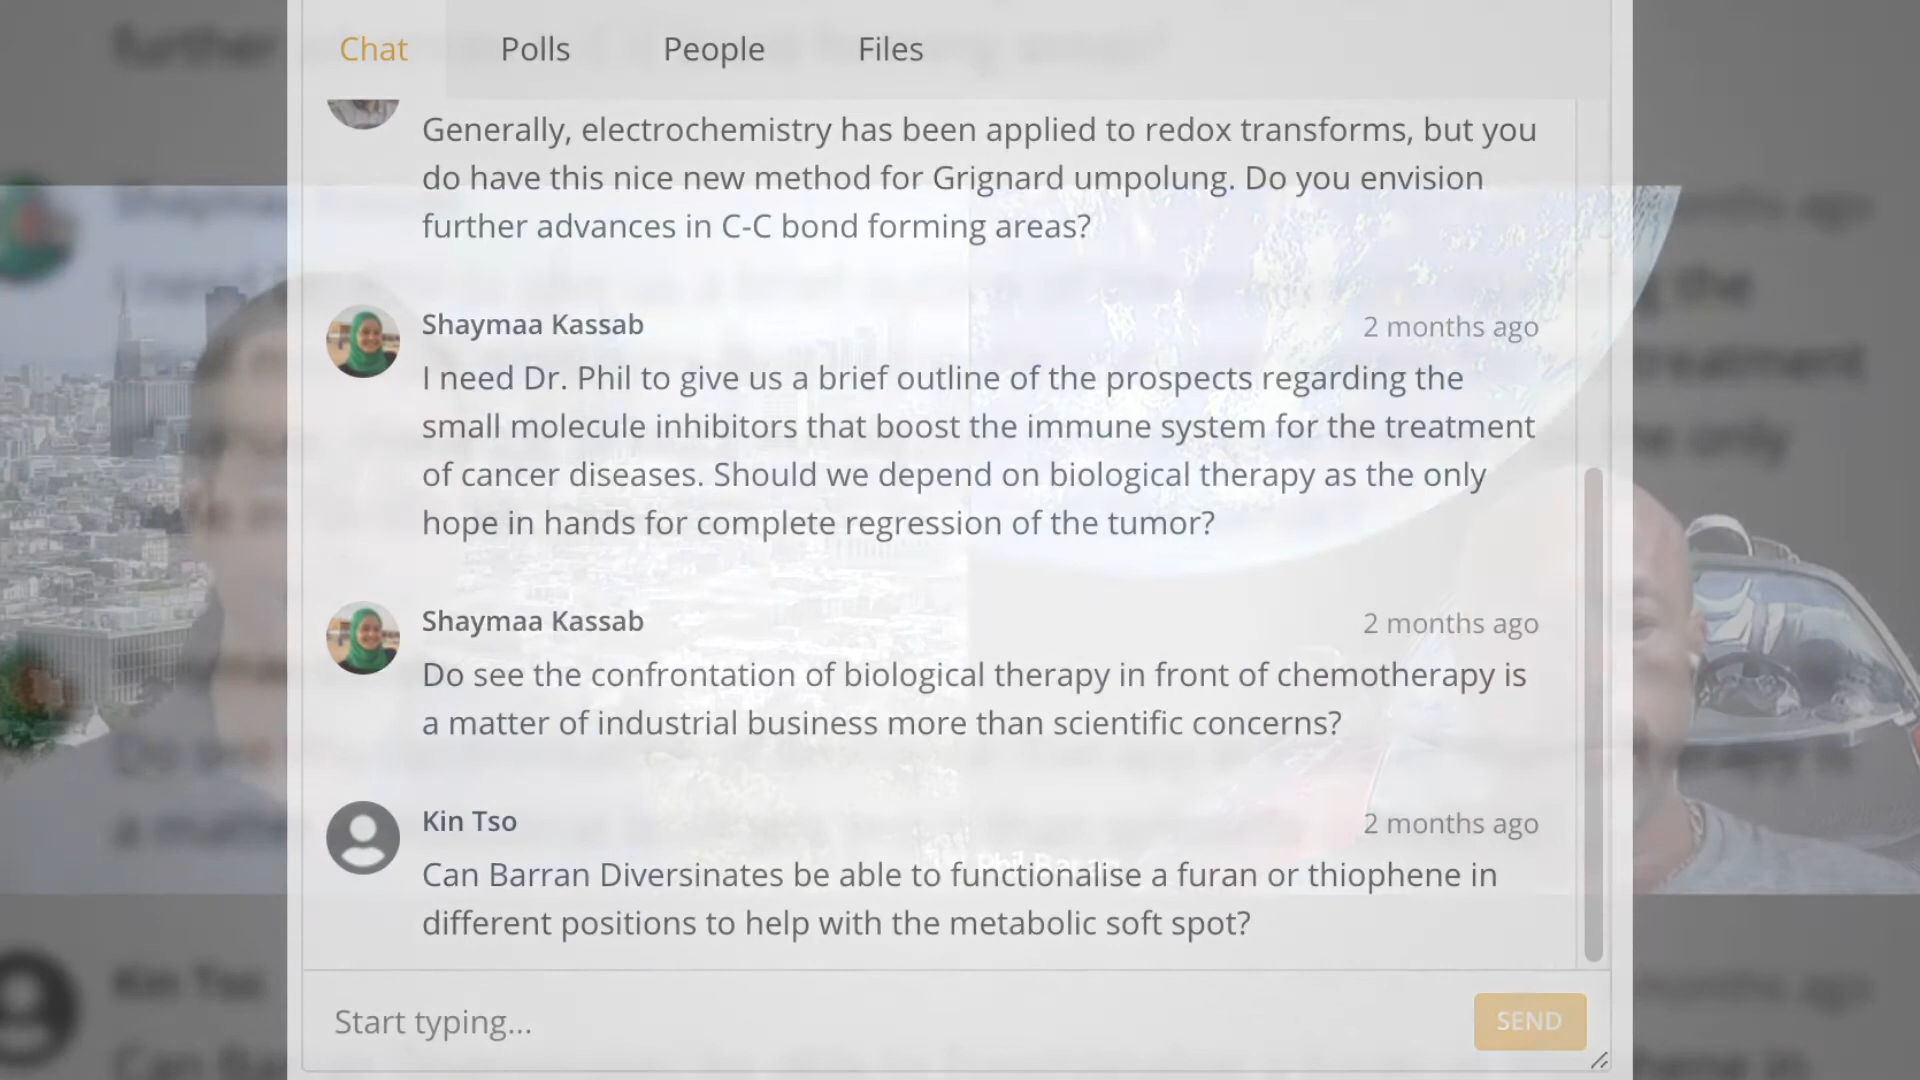 Chat Polls People Files
Generally, electrochemistry has been applied to redox transforms, but you
do have this nice new method for Grignard umpolung. Do you envision
further advances in C-C bond forming areas?
Shaymaa Kassab 2 months ago
I need Dr. Phil to give us a brief outline of the prospects regarding the
small molecule inhibitors that boost the immune system for the treatment
of cancer diseases. Should we depend on biological therapy as the only
hope in hands for complete regression of the tumor?
Shaymaa Kassab 2 months ago
Do see the confrontation of biological therapy in front of chemotherapy is
a matter of industrial business more than scientific concerns?
Kin Tso 2 months ago
Phil Baran
Can Barran Diversinates be able to functionalise a furan or thiophene in
different positions to help with the metabolic soft spot?
Start typing... SEND